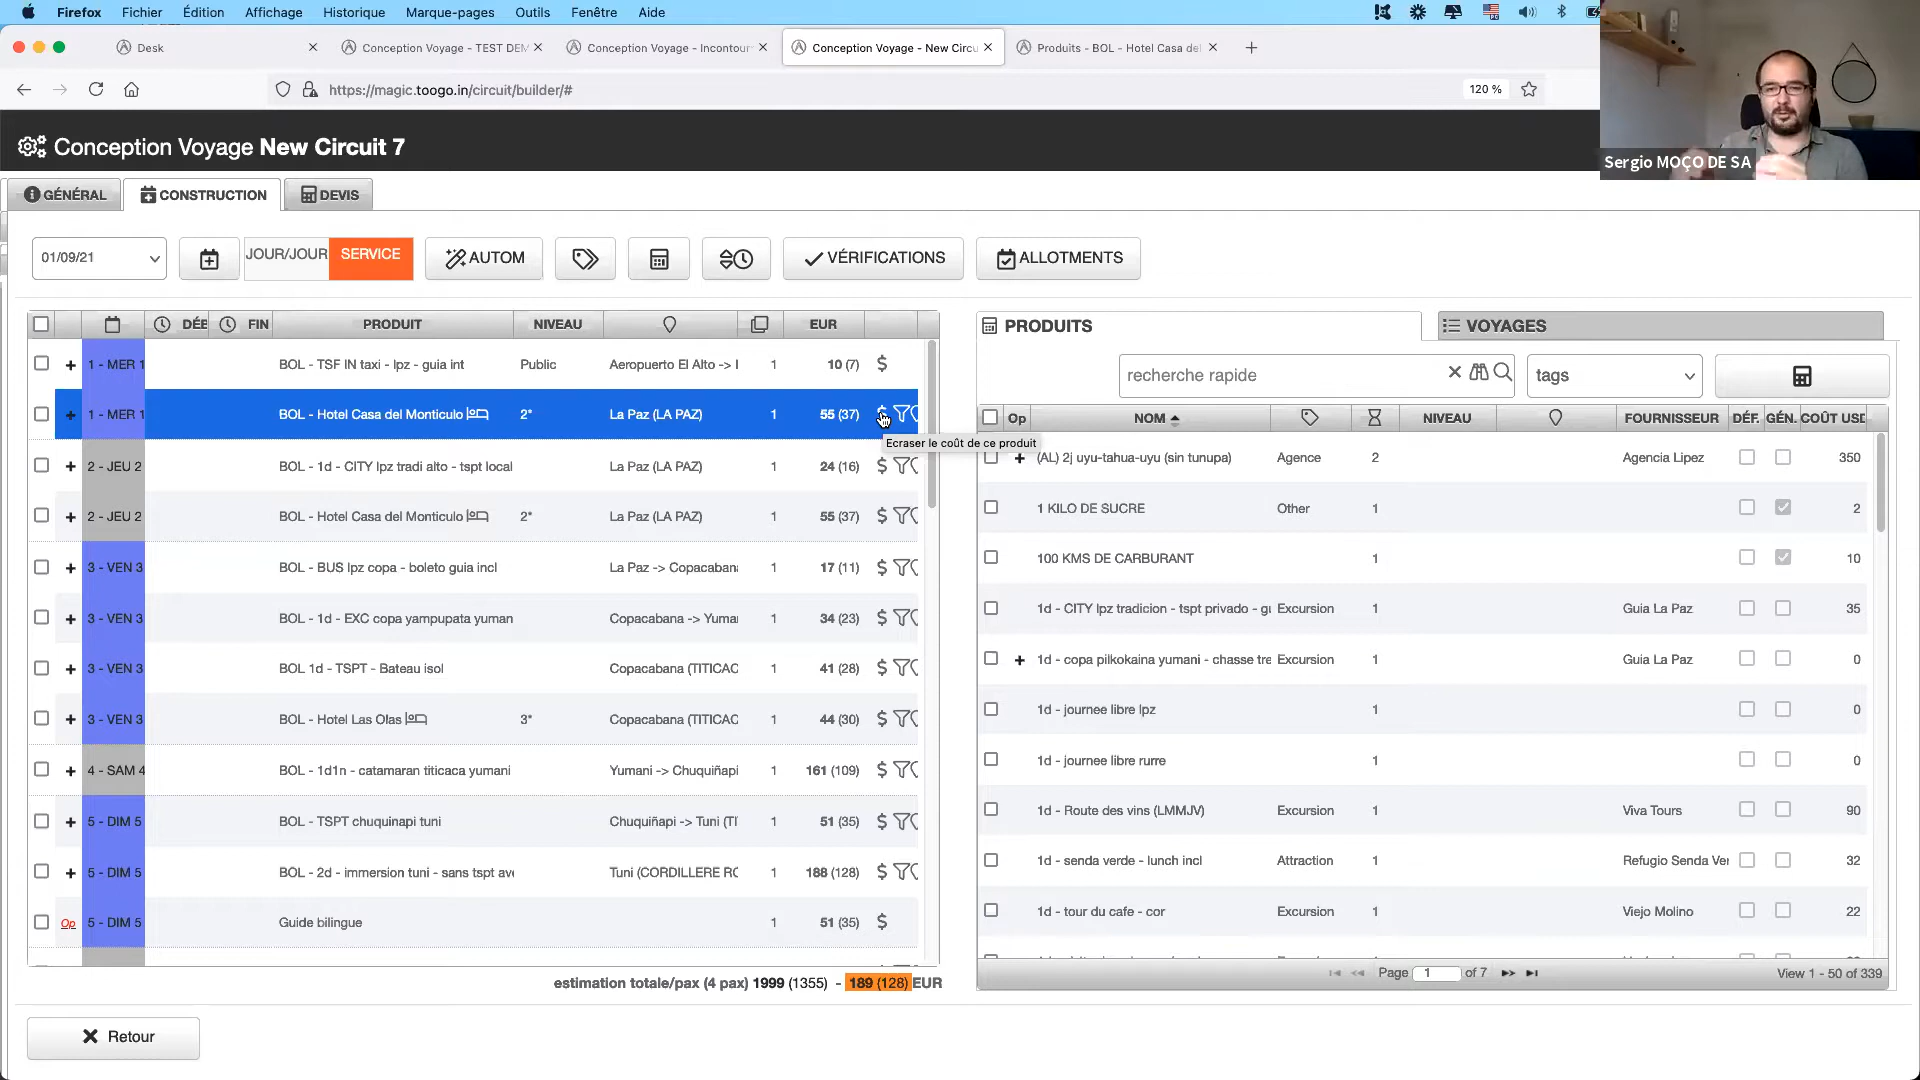 Firefox Fichier Édition Affichage Historique Marque-pages Outils Fenêtre Aide
Desk
Conception Voyage - TEST DEM
Conception Voyage - Incontour
Conception Voyage - New Circu
Produits - BOL - Hotel Casa del
https://magic.toogo.in/circuit/builder/#
120 %
Sergio MOÇO DE SA
Conception Voyage New Circuit 7
GÉNÉRAL
CONSTRUCTION
DEVIS
01/09/21
JOUR/JOUR
SERVICE
AUTOM
VÉRIFICATIONS
ALLOTMENTS
DÉE FIN PRODUIT NIVEAU EUR
1 - MER 1 BOL - TSF IN taxi - lpz - guia int Public Aeropuerto El Alto -> I 1 10 (7) $
1 - MER 1 BOL - Hotel Casa del Monticulo 2* La Paz (LA PAZ) 1 55 (37)
Ecraser le coût de ce produit
2 - JEU 2 BOL - 1d - CITY lpz tradi alto - tspt local La Paz (LA PAZ) 1 24 (16) $
2 - JEU 2 BOL - Hotel Casa del Monticulo 2* La Paz (LA PAZ) 1 55 (37) $
3 - VEN 3 BOL - BUS lpz copa - boleto guia incl La Paz -> Copacaban 1 17 (11) $
3 - VEN 3 BOL - 1d - EXC copa yampupata yuman Copacabana -> Yuma 1 34 (23) $
3 - VEN 3 BOL 1d - TSPT - Bateau isol Copacabana (TITICAC 1 41 (28) $
3 - VEN 3 BOL - Hotel Las Olas 3* Copacabana (TITICAC 1 44 (30) $
4 - SAM 4 BOL - 1d1n - catamaran titicaca yumani Yumani -> Chuquiñapi 1 161 (109) $
5 - DIM 5 BOL - TSPT chuquinapi tuni Chuquiñapi -> Tuni (TI 1 51 (35) $
5 - DIM 5 BOL - 2d - immersion tuni - sans tspt ave Tuni (CORDILLERE RC 1 188 (128) $
Op 5 - DIM 5 Guide bilingue 1 51 (35) $
estimation totale/pax (4 pax) 1999 (1355) - 189 (128) EUR
Retour
PRODUITS
VOYAGES
recherche rapide
tags
Op NOM NIVEAU FOURNISSEUR DÉF. GÉN. COÛT USD
(AL) 2j uyu-tahua-uyu (sin tunupa) Agence 2 Agencia Lipez 350
1 KILO DE SUCRE Other 1 2
100 KMS DE CARBURANT 1 10
1d - CITY lpz tradicion - tspt privado - gu Excursion 1 Guia La Paz 35
1d - copa pilkokaina yumani - chasse tre Excursion 1 Guia La Paz 0
1d - journee libre lpz 1 0
1d - journee libre rurre 1 0
1d - Route des vins (LMMJV) Excursion 1 Viva Tours 90
1d - senda verde - lunch incl Attraction 1 Refugio Senda Ver 32
1d - tour du cafe - cor Excursion 1 Viejo Molino 22
Page 1 of 7
View 1 - 50 of 339